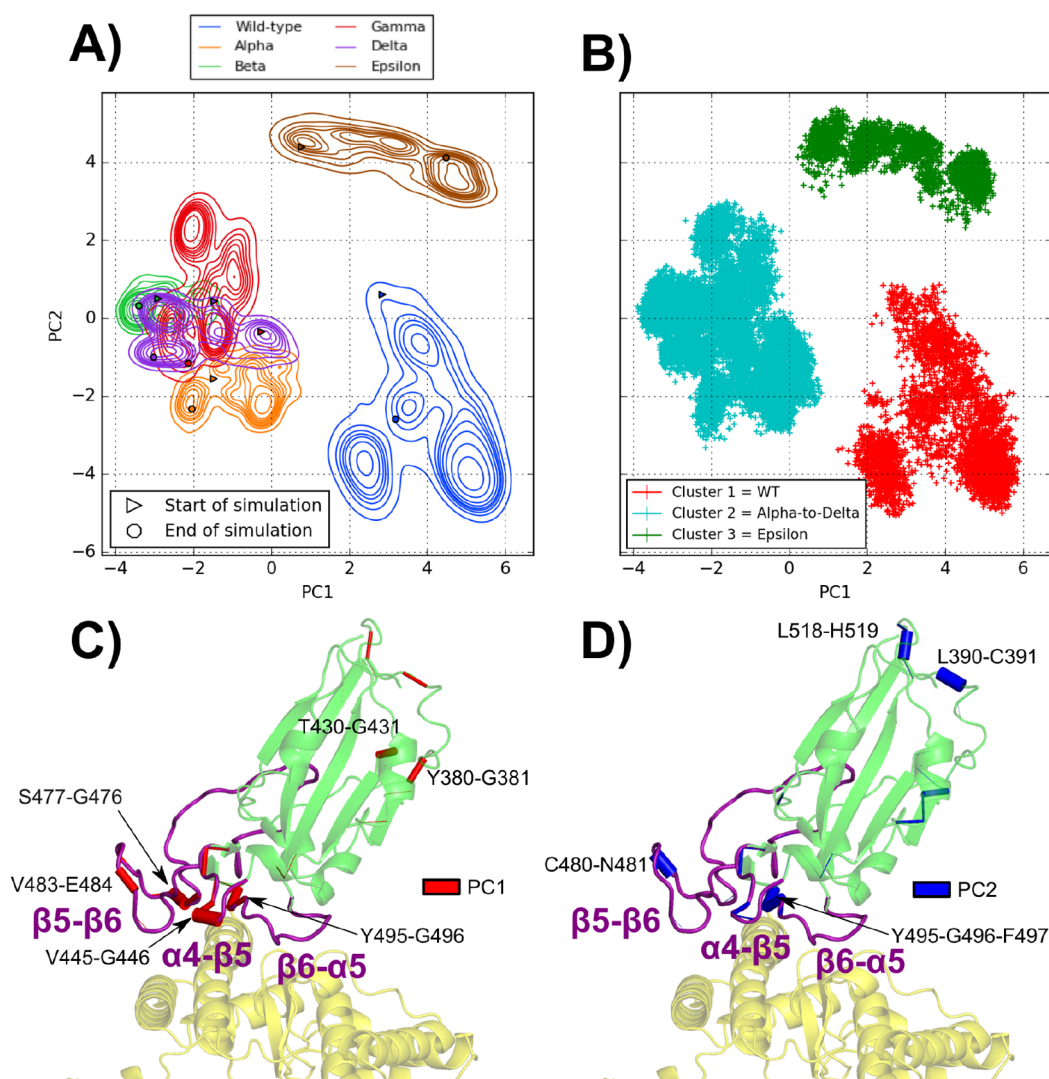 A)
Wild-type
Alpha
Beta
Gamma
Delta
Epsilon
4
2
0
−2
−4
−6
PC2
−4
−2
0
2
4
6
PC1
Start of simulation
End of simulation
B)
Cluster 1 = WT
Cluster 2 = Alpha-to-Delta
Cluster 3 = Epsilon
−4
−2
0
2
4
6
PC1
C)
T430-G431
Y380-G381
S477-G476
V483-E484
β5-β6
V445-G446
α4-β5
β6-α5
Y495-G496
PC1
D)
L518-H519
L390-C391
C480-N481
β5-β6
α4-β5
β6-α5
Y495-G496-F497
PC2